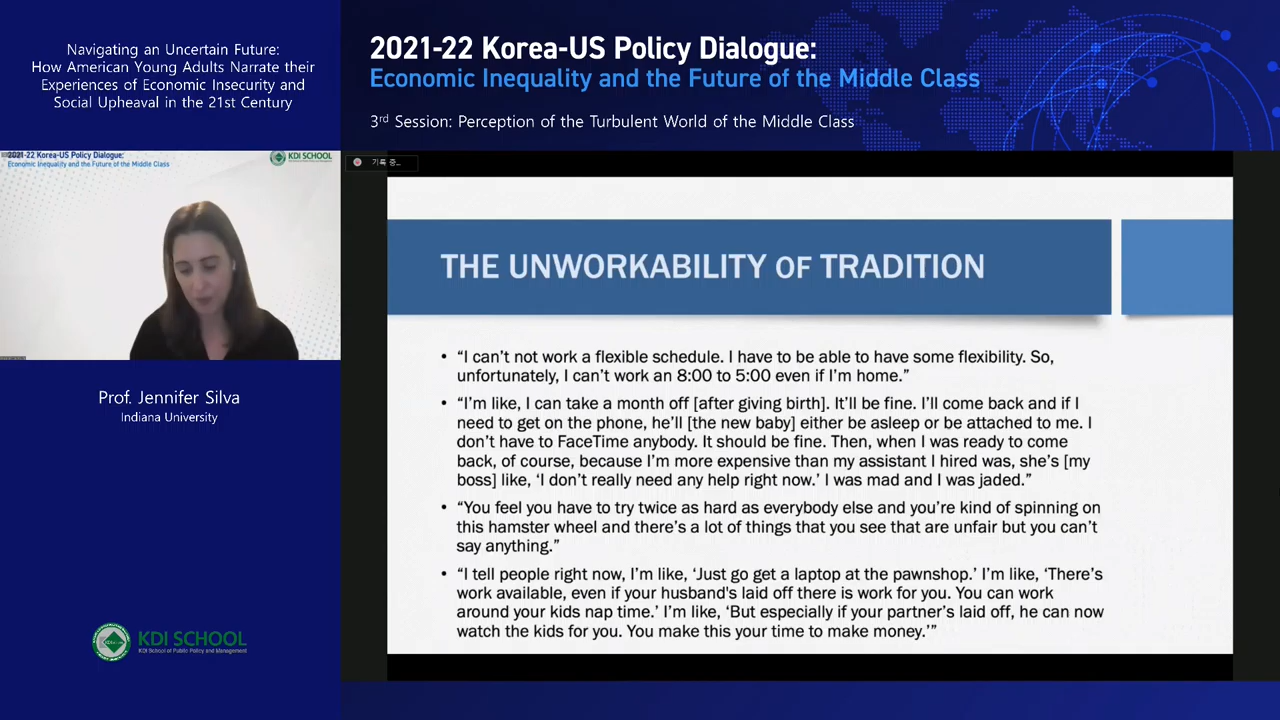 Navigating an Uncertain Future:
How American Young Adults Narrate their
Experiences of Economic Insecurity and
Social Upheaval in the 21st Century
2021-22 Korea-US Policy Dialogue:
Economic Inequality and the Future of the Middle Class
3rd Session: Perception of the Turbulent World of the Middle Class
2021-22 Korea-US Policy Dialogue:
Economic Inequality and the Future of the Middle Class
KDI SCHOOL
기록 중...
Prof. Jennifer Silva
Indiana University
KDI SCHOOL
KDI School of Public Policy and Management
THE UNWORKABILITY OF TRADITION
• “I can’t not work a flexible schedule. I have to be able to have some flexibility. So,
unfortunately, I can’t work an 8:00 to 5:00 even if I’m home.”
• “I’m like, I can take a month off [after giving birth]. It’ll be fine. I’ll come back and if I
need to get on the phone, he’ll [the new baby] either be asleep or be attached to me. I
don’t have to FaceTime anybody. It should be fine. Then, when I was ready to come
back, of course, because I’m more expensive than my assistant I hired was, she’s [my
boss] like, ‘I don’t really need any help right now.’ I was mad and I was jaded.”
• “You feel you have to try twice as hard as everybody else and you’re kind of spinning on
this hamster wheel and there’s a lot of things that you see that are unfair but you can’t
say anything.”
• “I tell people right now, I’m like, ‘Just go get a laptop at the pawnshop.’ I’m like, ‘There’s
work available, even if your husband's laid off there is work for you. You can work
around your kids nap time.’ I’m like, ‘But especially if your partner’s laid off, he can now
watch the kids for you. You make this your time to make money.’”